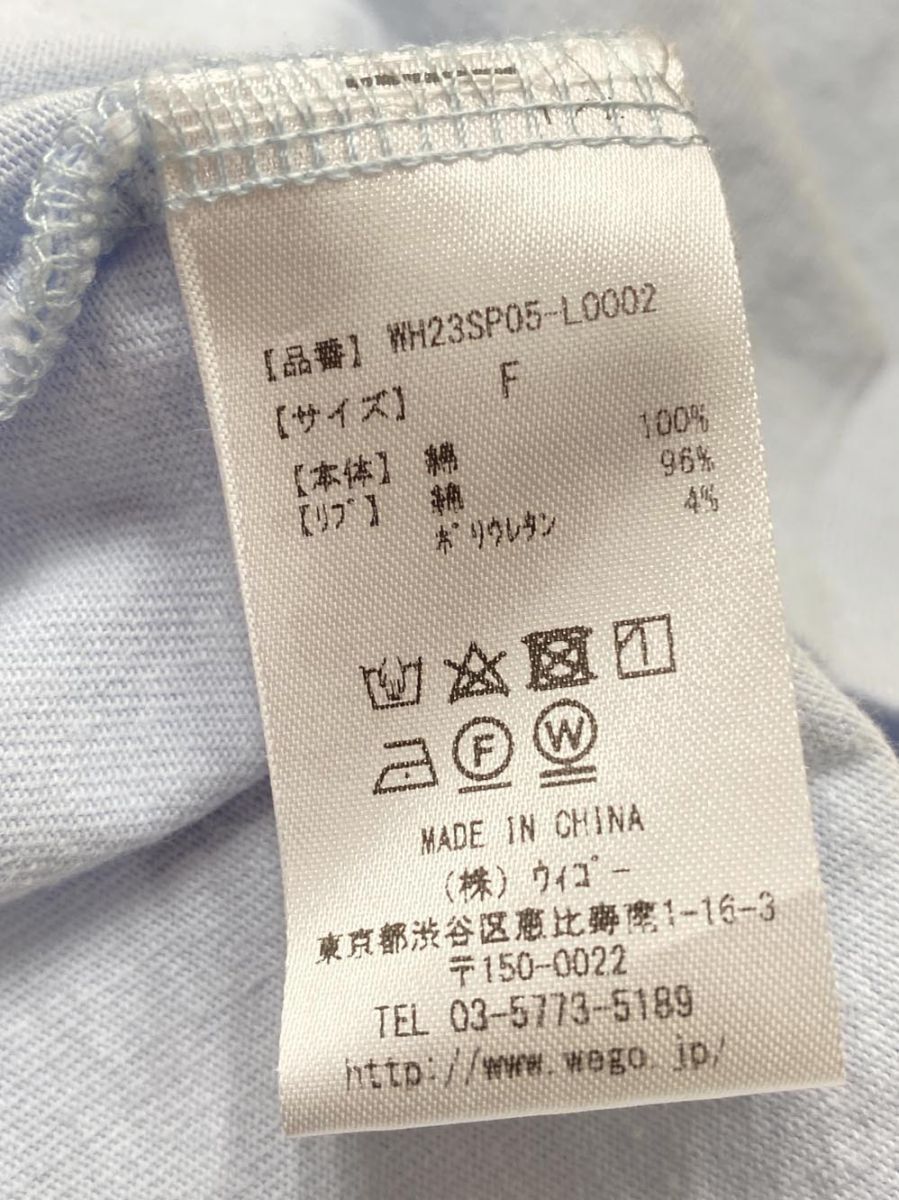 【品番】 WH23SP05-L0002
【サイズ】 F
【本体】 綿 100%
【リブ】 綿 96%
ポリウレタン 4%
F W
MADE IN CHINA
(株) ウィゴー
東京都渋谷区恵比寿南1-16-3
〒150-0022
TEL 03-5773-5189
http://www.wego.jp/